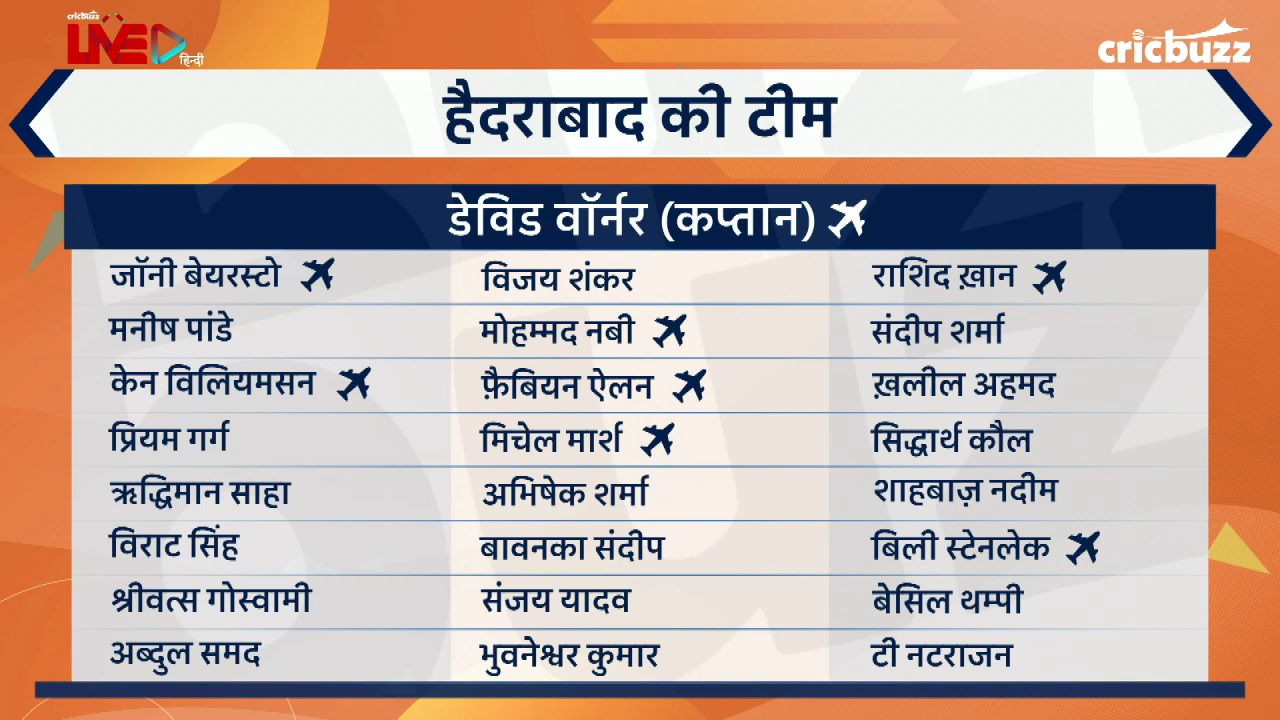 cricbuzz
LIVE हिन्दी
cricbuzz
हैदराबाद की टीम
डेविड वॉर्नर (कप्तान)
जॉनी बेयरस्टो
विजय शंकर
राशिद ख़ान
मनीष पांडे
मोहम्मद नबी
संदीप शर्मा
केन विलियमसन
फ़ैबियन ऐलन
ख़लील अहमद
प्रियम गर्ग
मिचेल मार्श
सिद्धार्थ कौल
ऋद्धिमान साहा
अभिषेक शर्मा
शाहबाज़ नदीम
विराट सिंह
बावनका संदीप
बिली स्टेनलेक
श्रीवत्स गोस्वामी
संजय यादव
बेसिल थम्पी
अब्दुल समद
भुवनेश्वर कुमार
टी नटराजन